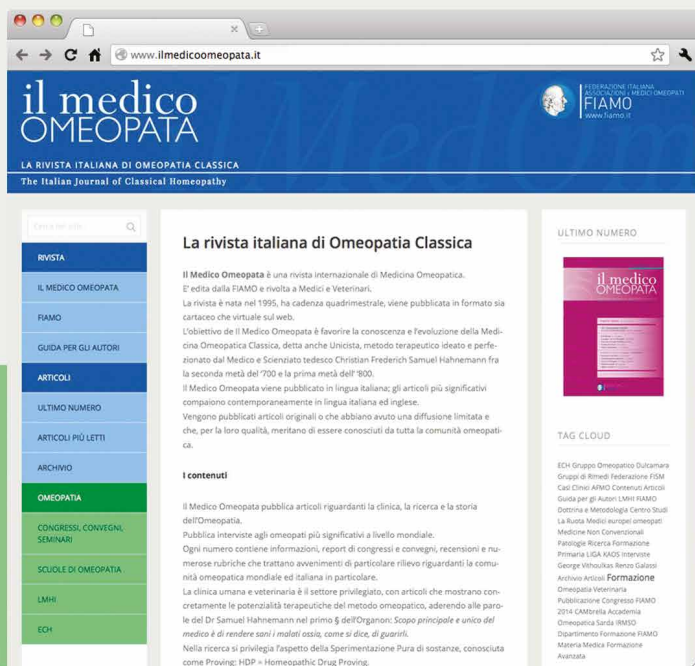 www.ilmedicoomeopata.it
il medico
OMEOPATA
LA RIVISTA ITALIANA DI OMEOPATIA CLASSICA
The Italian Journal of Classical Homeopathy
FEDERAZIONE ITALIANA
ASSOCIAZIONI e MEDICI OMEOPATI
FIAMO
www.fiamo.it
Cerca nel sito
RIVISTA
IL MEDICO OMEOPATA
FIAMO
GUIDA PER GLI AUTORI
ARTICOLI
ULTIMO NUMERO
ARTICOLI PIÙ LETTI
ARCHIVIO
OMEOPATIA
CONGRESSI, CONVEGNI,
SEMINARI
SCUOLE DI OMEOPATIA
LMHI
ECH
La rivista italiana di Omeopatia Classica
Il Medico Omeopata è una rivista internazionale di Medicina Omeopatica.
E' edita dalla FIAMO e rivolta a Medici e Veterinari.
La rivista è nata nel 1995, ha cadenza quadrimestrale, viene pubblicata in formato sia
cartaceo che virtuale sul web.
L'obiettivo de Il Medico Omeopata è favorire la conoscenza e l'evoluzione della Medi-
cina Omeopatica Classica, detta anche Unicista, metodo terapeutico ideato e perfe-
zionato dal Medico e Scienziato tedesco Christian Frederich Samuel Hahnemann fra
la seconda metà del '700 e la prima metà dell' '800.
Il Medico Omeopata viene pubblicato in lingua italiana; gli articoli più significativi
compaiono contemporaneamente in lingua italiana ed inglese.
Vengono pubblicati articoli originali o che abbiano avuto una diffusione limitata e
che, per la loro qualità, meritano di essere conosciuti da tutta la comunità omeopati-
ca.
I contenuti
Il Medico Omeopata pubblica articoli riguardanti la clinica, la ricerca e la storia
dell'Omeopatia.
Pubblica interviste agli omeopati più significativi a livello mondiale.
Ogni numero contiene informazioni, report di congressi e convegni, recensioni e nu-
merose rubriche che trattano avvenimenti di particolare rilievo riguardanti la comu-
nità omeopatica mondiale ed italiana in particolare.
La clinica umana e veterinaria è il settore privilegiato, con articoli che mostrano con-
cretamente le potenzialità terapeutiche del metodo omeopatico, aderendo alle paro-
le del Dr Samuel Hahnemann nel primo § dell'Organon: Scopo principale e unico del
medico è di rendere sani i malati ossia, come si dice, di guarirli.
Nella ricerca si privilegia l'aspetto della Sperimentazione Pura di sostanze, conosciuta
come Proving: HDP = Homeopathic Drug Proving.
ULTIMO NUMERO
il medico
OMEOPATA
TAG CLOUD
ECH Gruppo Omeopatico Dulcamara
Gruppi di Rimedi Federazione FISM
Casi Clinici AFMO Contenuti Articoli
Guida per gli Autori LMHI FIAMO
Dottrina e Metodologia Centro Studi
La Ruota Medici europei omeopati
Medicine Non Convenzionali
Patologie Ricerca Formazione
Primaria LIGA KAOS Interviste
George Vithoulkas Renzo Galassi
Archivio Articoli Formazione
Omeopatia Veterinaria
Pubblicazione Congresso FIAMO
2014 CAMbrella Accademia
Omeopatica Sarda IRMSO
Dipartimento Formazione FIAMO
Materia Medica Formazione
Avanzata